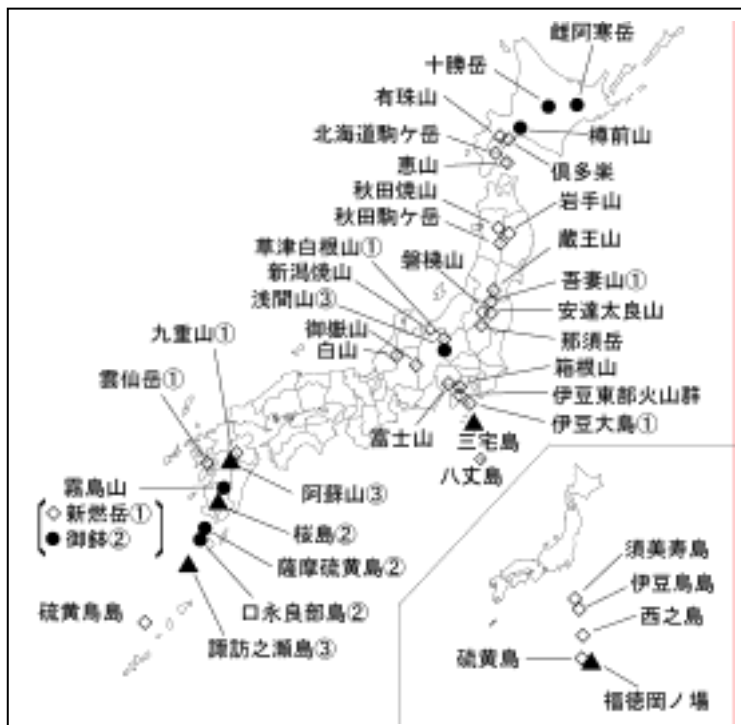 雌阿寒岳
十勝岳
有珠山
北海道駒ケ岳
樽前山
恵山
倶多楽
秋田焼山
岩手山
秋田駒ケ岳
蔵王山
草津白根山①
磐梯山
新潟焼山
吾妻山①
浅間山③
安達太良山
九重山①
御嶽山
那須岳
白山
箱根山
雲仙岳①
伊豆東部火山群
富士山
伊豆大島①
三宅島
八丈島
霧島山
阿蘇山③
◇新燃岳①
●御鉢②
桜島②
薩摩硫黄島②
口永良部島②
硫黄鳥島
諏訪之瀬島③
須美寿島
伊豆鳥島
西之島
硫黄島
福徳岡ノ場